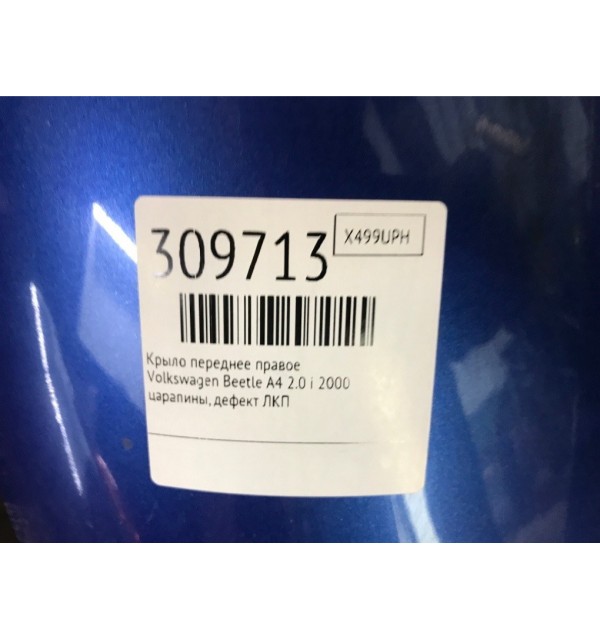 309713
X499UPH
Крыло переднее правое
Volkswagen Beetle A4 2.0 i 2000
царапины, дефект ЛКП